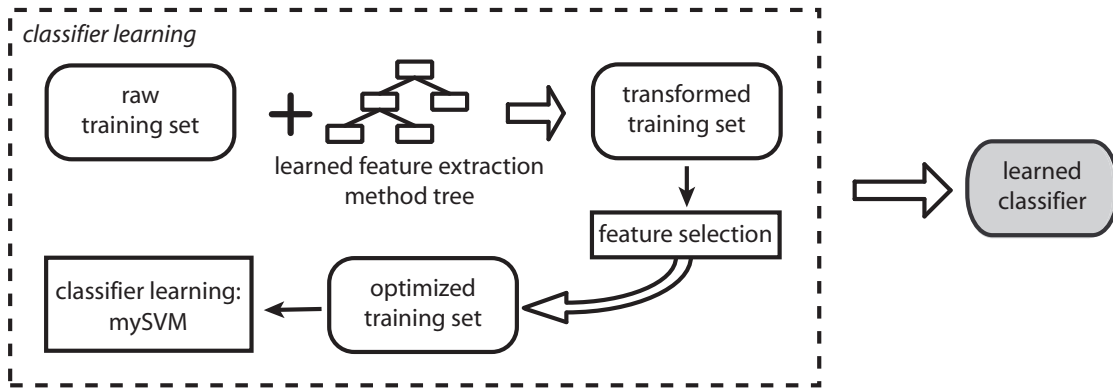 classifier learning
raw
training set
learned feature extraction
method tree
transformed
training set
feature selection
optimized
training set
classifier learning:
mySVM
learned
classifier